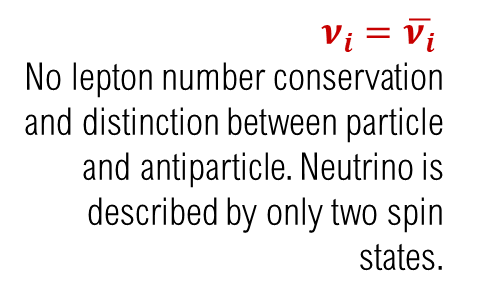 νᵢ = ν̅ᵢ
No lepton number conservation
and distinction between particle
and antiparticle. Neutrino is
described by only two spin
states.